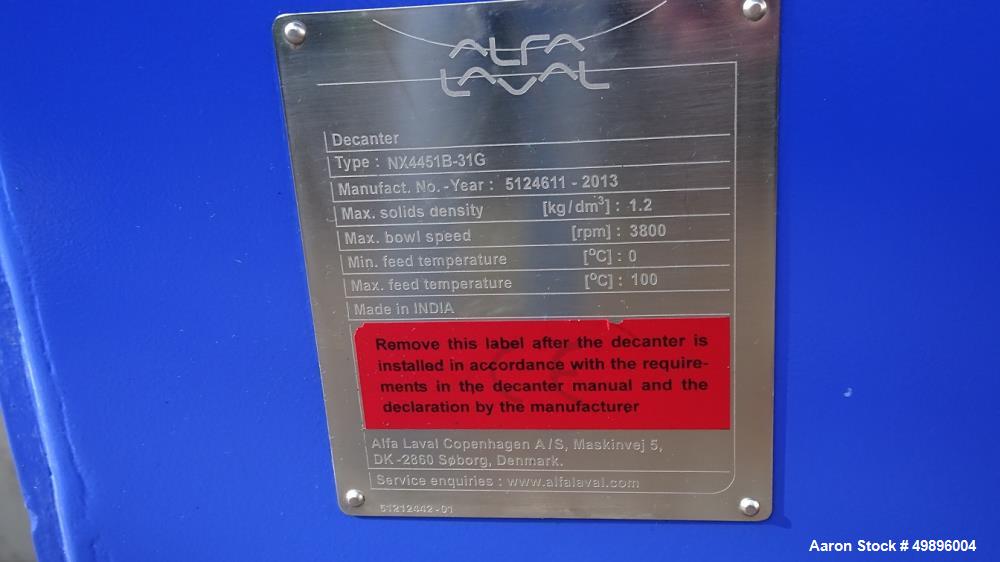 ALFA
LAVAL
Decanter
Type : NX4451B-31G
Manufact. No. -Year : 5124611 - 2013
Max. solids density [kg/dm³] : 1.2
Max. bowl speed [rpm] : 3800
Min. feed temperature [°C] : 0
Max. feed temperature [°C] : 100
Made in INDIA
Remove this label after the decanter is
installed in accordance with the require-
ments in the decanter manual and the
declaration by the manufacturer
Alfa Laval Copenhagen A/S, Maskinvej 5,
DK -2860 Søborg, Denmark.
Service enquiries : www.alfalaval.com
51212442-01
Aaron Stock # 49896004